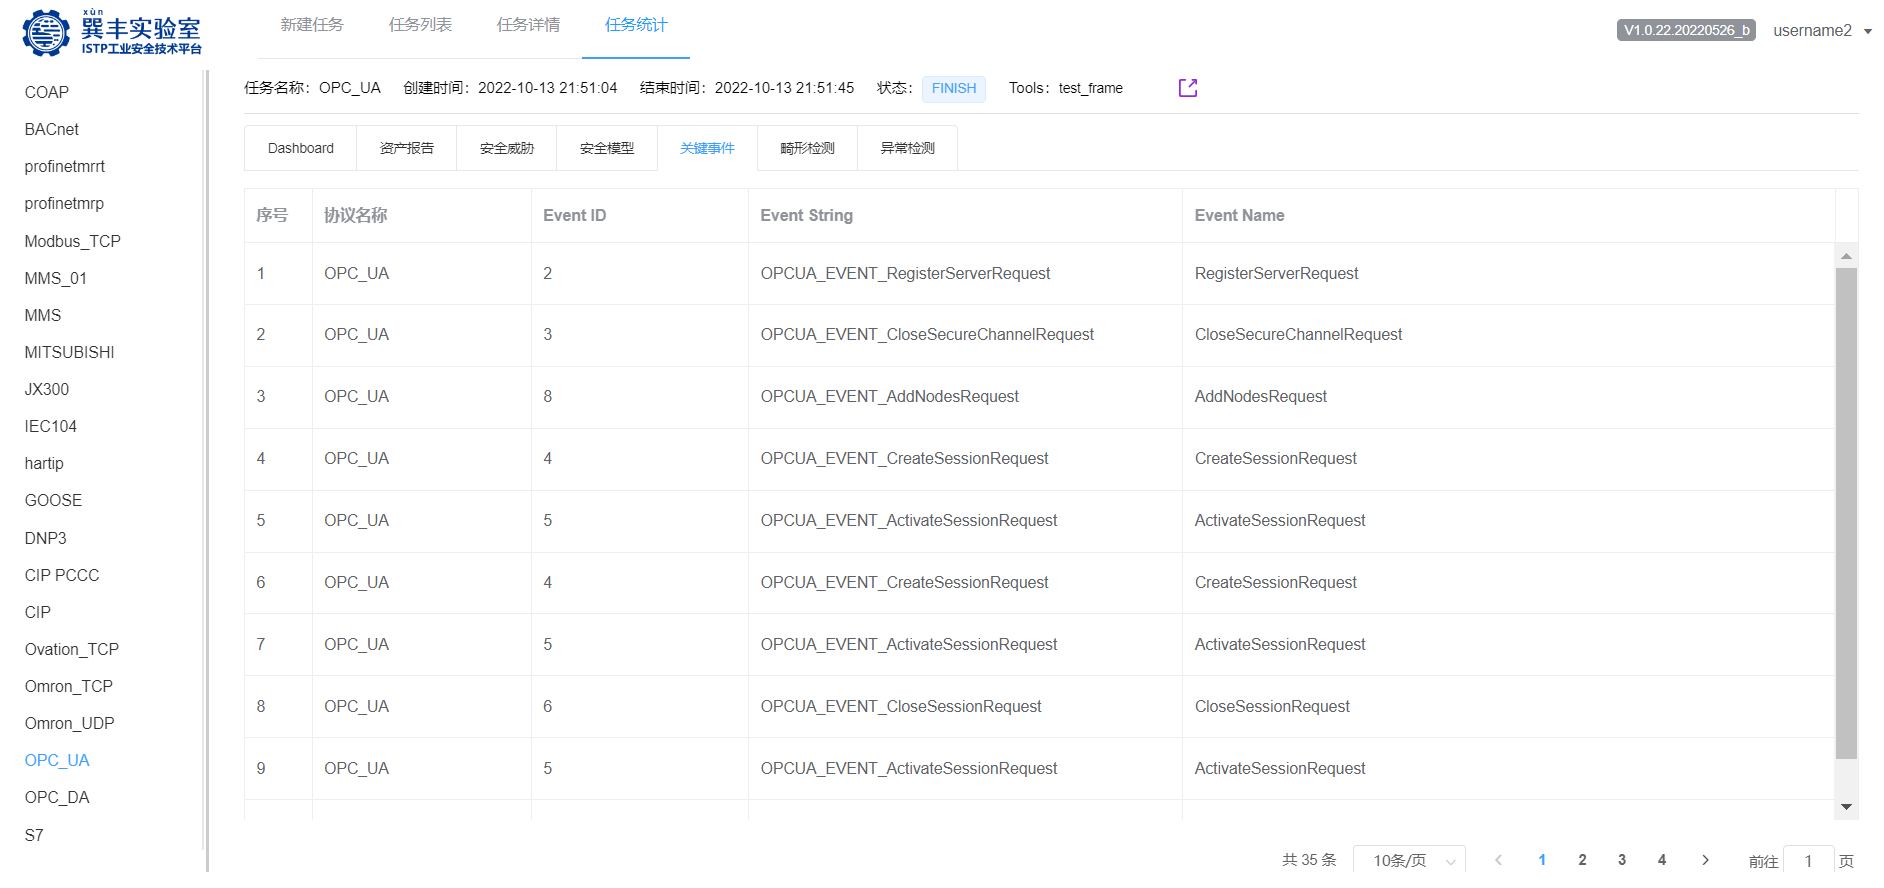 xùn
巽丰实验室
ISTP工业安全技术平台
新建任务 任务列表 任务详情 任务统计
V1.0.22.20220526_b username2
COAP
BACnet
profinetmrrt
profinetmrp
Modbus_TCP
MMS_01
MMS
MITSUBISHI
JX300
IEC104
hartip
GOOSE
DNP3
CIP PCCC
CIP
Ovation_TCP
Omron_TCP
Omron_UDP
OPC_UA
OPC_DA
S7
任务名称：OPC_UA 创建时间：2022-10-13 21:51:04 结束时间：2022-10-13 21:51:45 状态：FINISH Tools：test_frame
Dashboard 资产报告 安全威胁 安全模型 关键事件 畸形检测 异常检测
序号 协议名称 Event ID Event String Event Name
1 OPC_UA 2 OPCUA_EVENT_RegisterServerRequest RegisterServerRequest
2 OPC_UA 3 OPCUA_EVENT_CloseSecureChannelRequest CloseSecureChannelRequest
3 OPC_UA 8 OPCUA_EVENT_AddNodesRequest AddNodesRequest
4 OPC_UA 4 OPCUA_EVENT_CreateSessionRequest CreateSessionRequest
5 OPC_UA 5 OPCUA_EVENT_ActivateSessionRequest ActivateSessionRequest
6 OPC_UA 4 OPCUA_EVENT_CreateSessionRequest CreateSessionRequest
7 OPC_UA 5 OPCUA_EVENT_ActivateSessionRequest ActivateSessionRequest
8 OPC_UA 6 OPCUA_EVENT_CloseSessionRequest CloseSessionRequest
9 OPC_UA 5 OPCUA_EVENT_ActivateSessionRequest ActivateSessionRequest
共 35 条 10条/页 1 2 3 4 前往 1 页